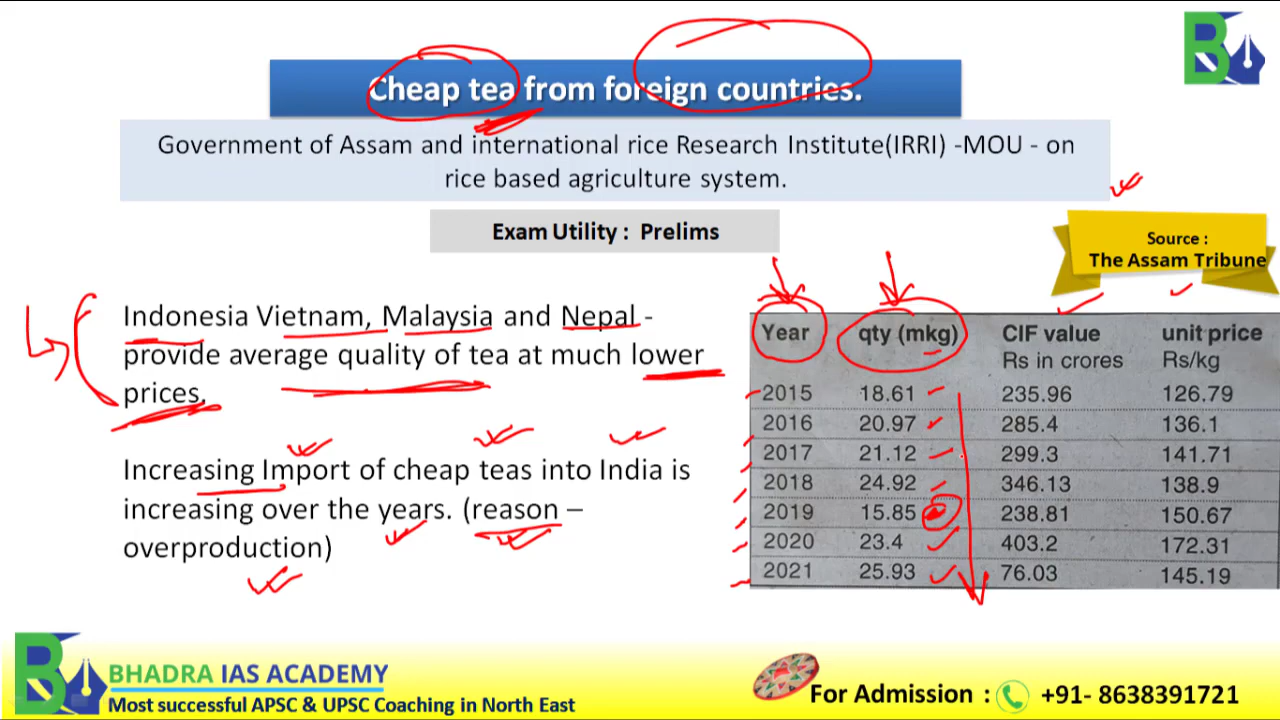 Cheap tea from foreign countries.
Government of Assam and international rice Research Institute(IRRI) -MOU - on
rice based agriculture system.
Exam Utility : Prelims
Source :
The Assam Tribune
Indonesia Vietnam, Malaysia and Nepal -
provide average quality of tea at much lower
prices.
Increasing Import of cheap teas into India is
increasing over the years. (reason –
overproduction)
Year qty (mkg) CIF value unit price
Rs in crores Rs/kg
2015 18.61 235.96 126.79
2016 20.97 285.4 136.1
2017 21.12 299.3 141.71
2018 24.92 346.13 138.9
2019 15.85 238.81 150.67
2020 23.4 403.2 172.31
2021 25.93 76.03 145.19
BHADRA IAS ACADEMY
Most successful APSC & UPSC Coaching in North East
For Admission : +91- 8638391721